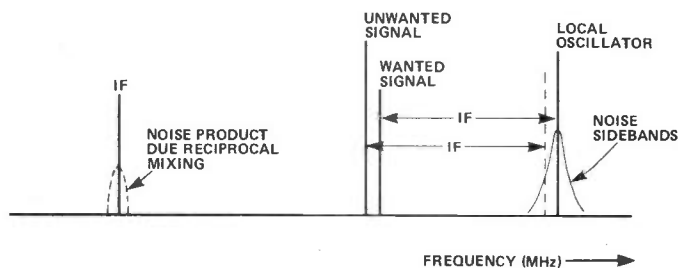 UNWANTED
SIGNAL
LOCAL
OSCILLATOR
WANTED
SIGNAL
IF
IF
NOISE PRODUCT
DUE RECIPROCAL
MIXING
NOISE
SIDEBANDS
IF
FREQUENCY (MHz)